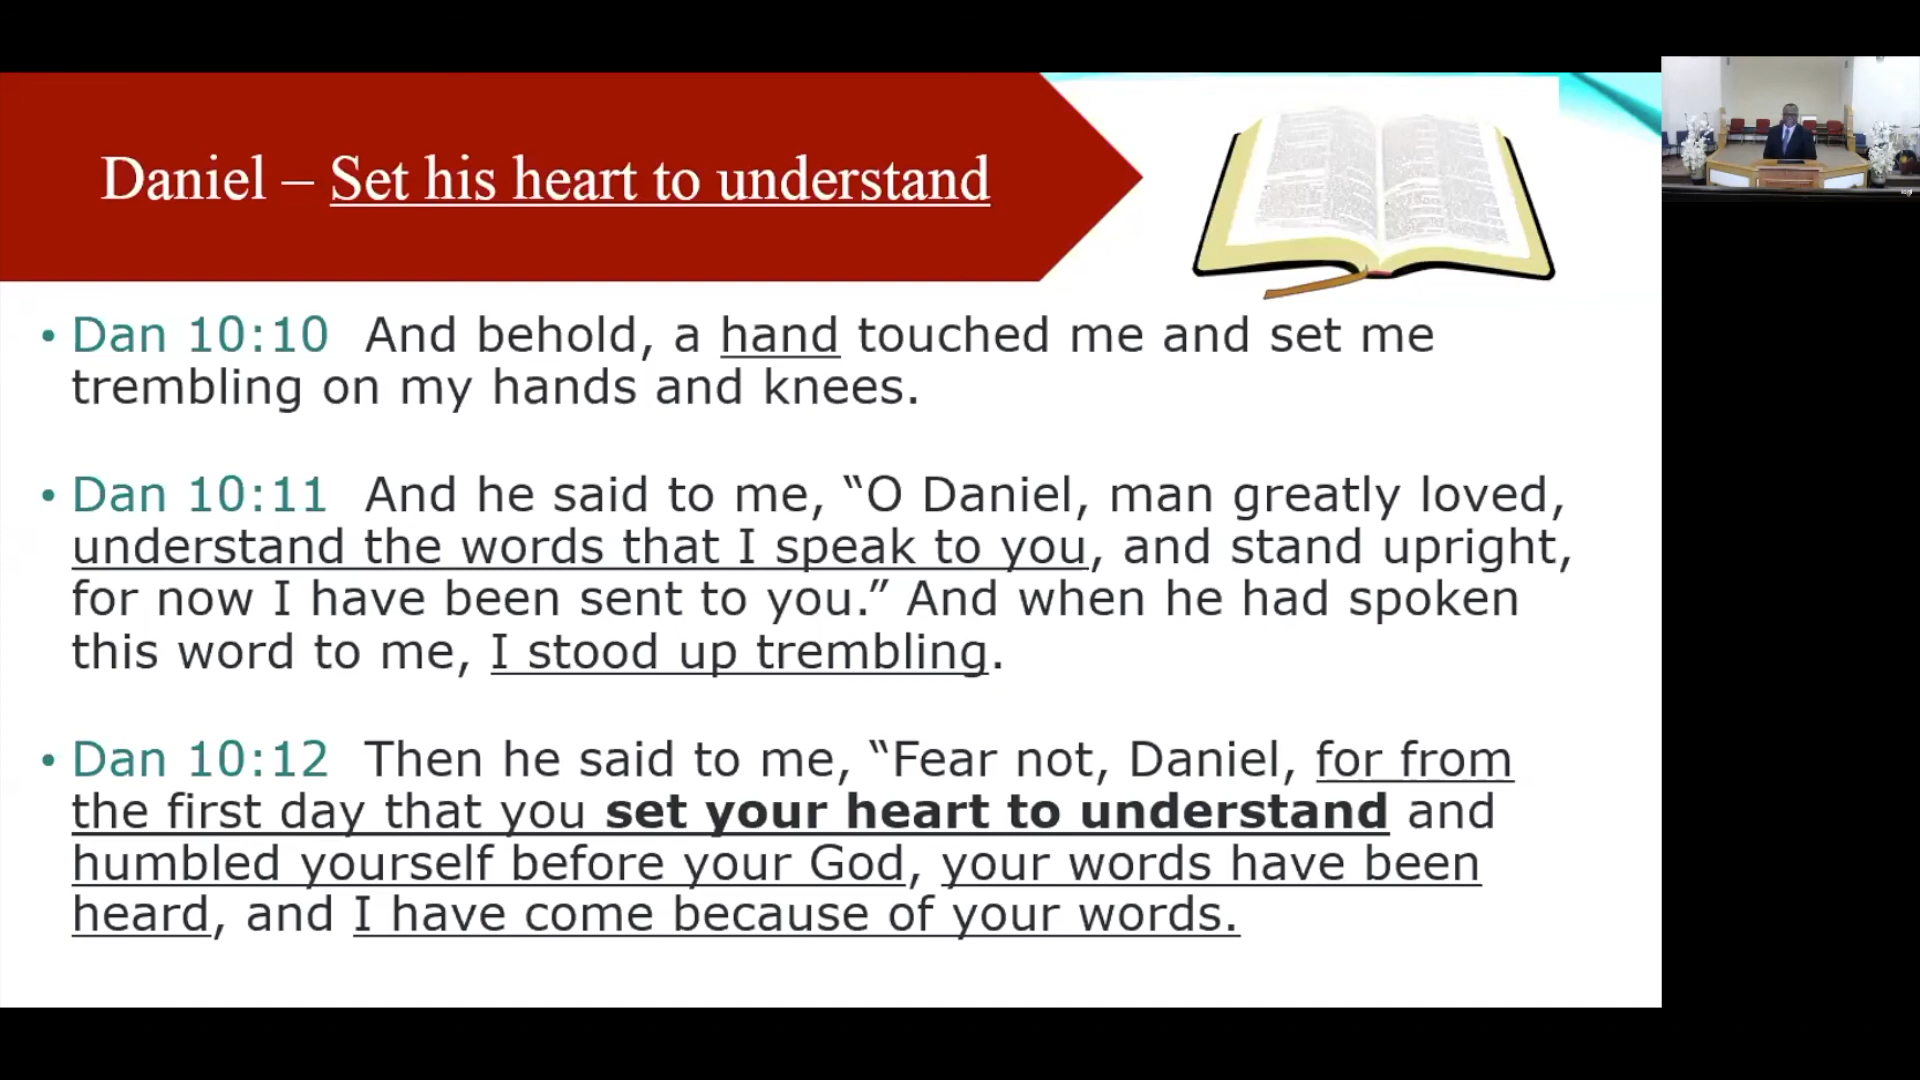 Daniel – Set his heart to understand
• Dan 10:10 And behold, a hand touched me and set me
trembling on my hands and knees.
• Dan 10:11 And he said to me, “O Daniel, man greatly loved,
understand the words that I speak to you, and stand upright,
for now I have been sent to you.” And when he had spoken
this word to me, I stood up trembling.
• Dan 10:12 Then he said to me, “Fear not, Daniel, for from
the first day that you set your heart to understand and
humbled yourself before your God, your words have been
heard, and I have come because of your words.